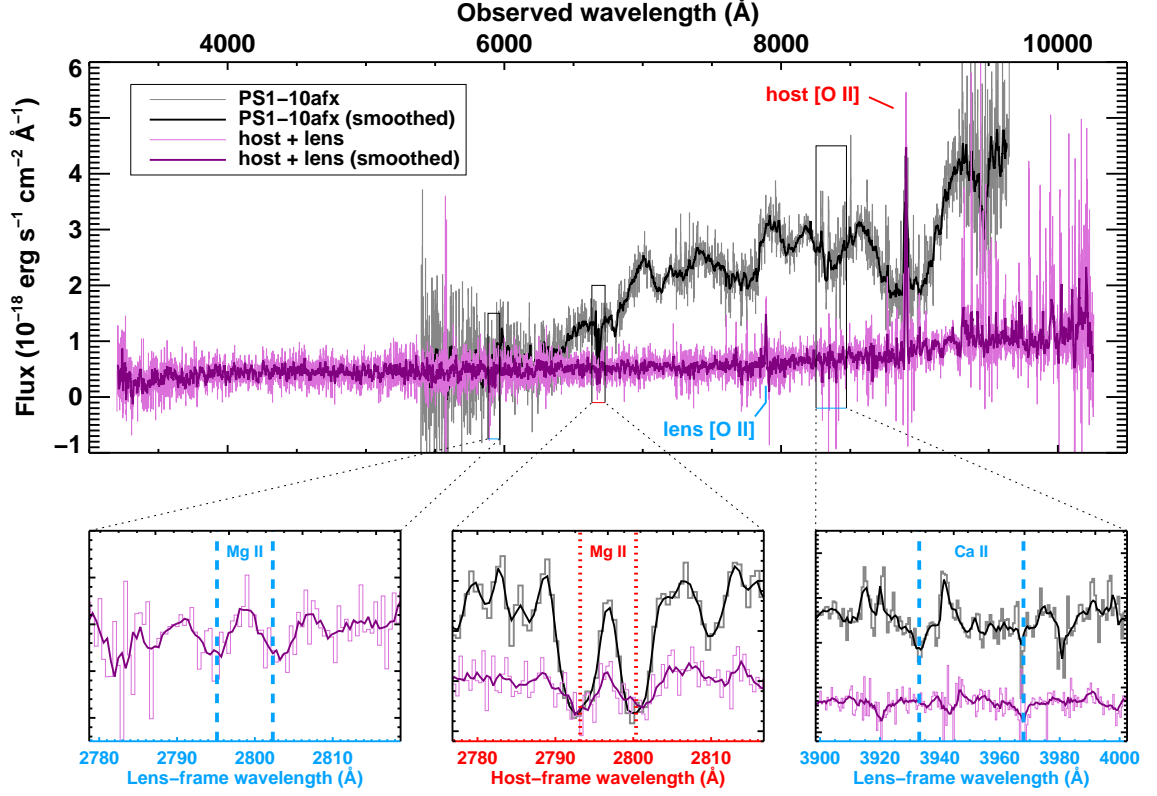 Observed wavelength (Å)
4000 6000 8000 10000
Flux (10⁻¹⁸ erg s⁻¹ cm⁻² Å⁻¹)
6
5
4
3
2
1
0
−1
PS1−10afx
PS1−10afx (smoothed)
host + lens
host + lens (smoothed)
host [O II]
lens [O II]
Mg II
2780 2790 2800 2810
Lens−frame wavelength (Å)
Mg II
2780 2790 2800 2810
Host−frame wavelength (Å)
Ca II
3900 3920 3940 3960 3980 4000
Lens−frame wavelength (Å)